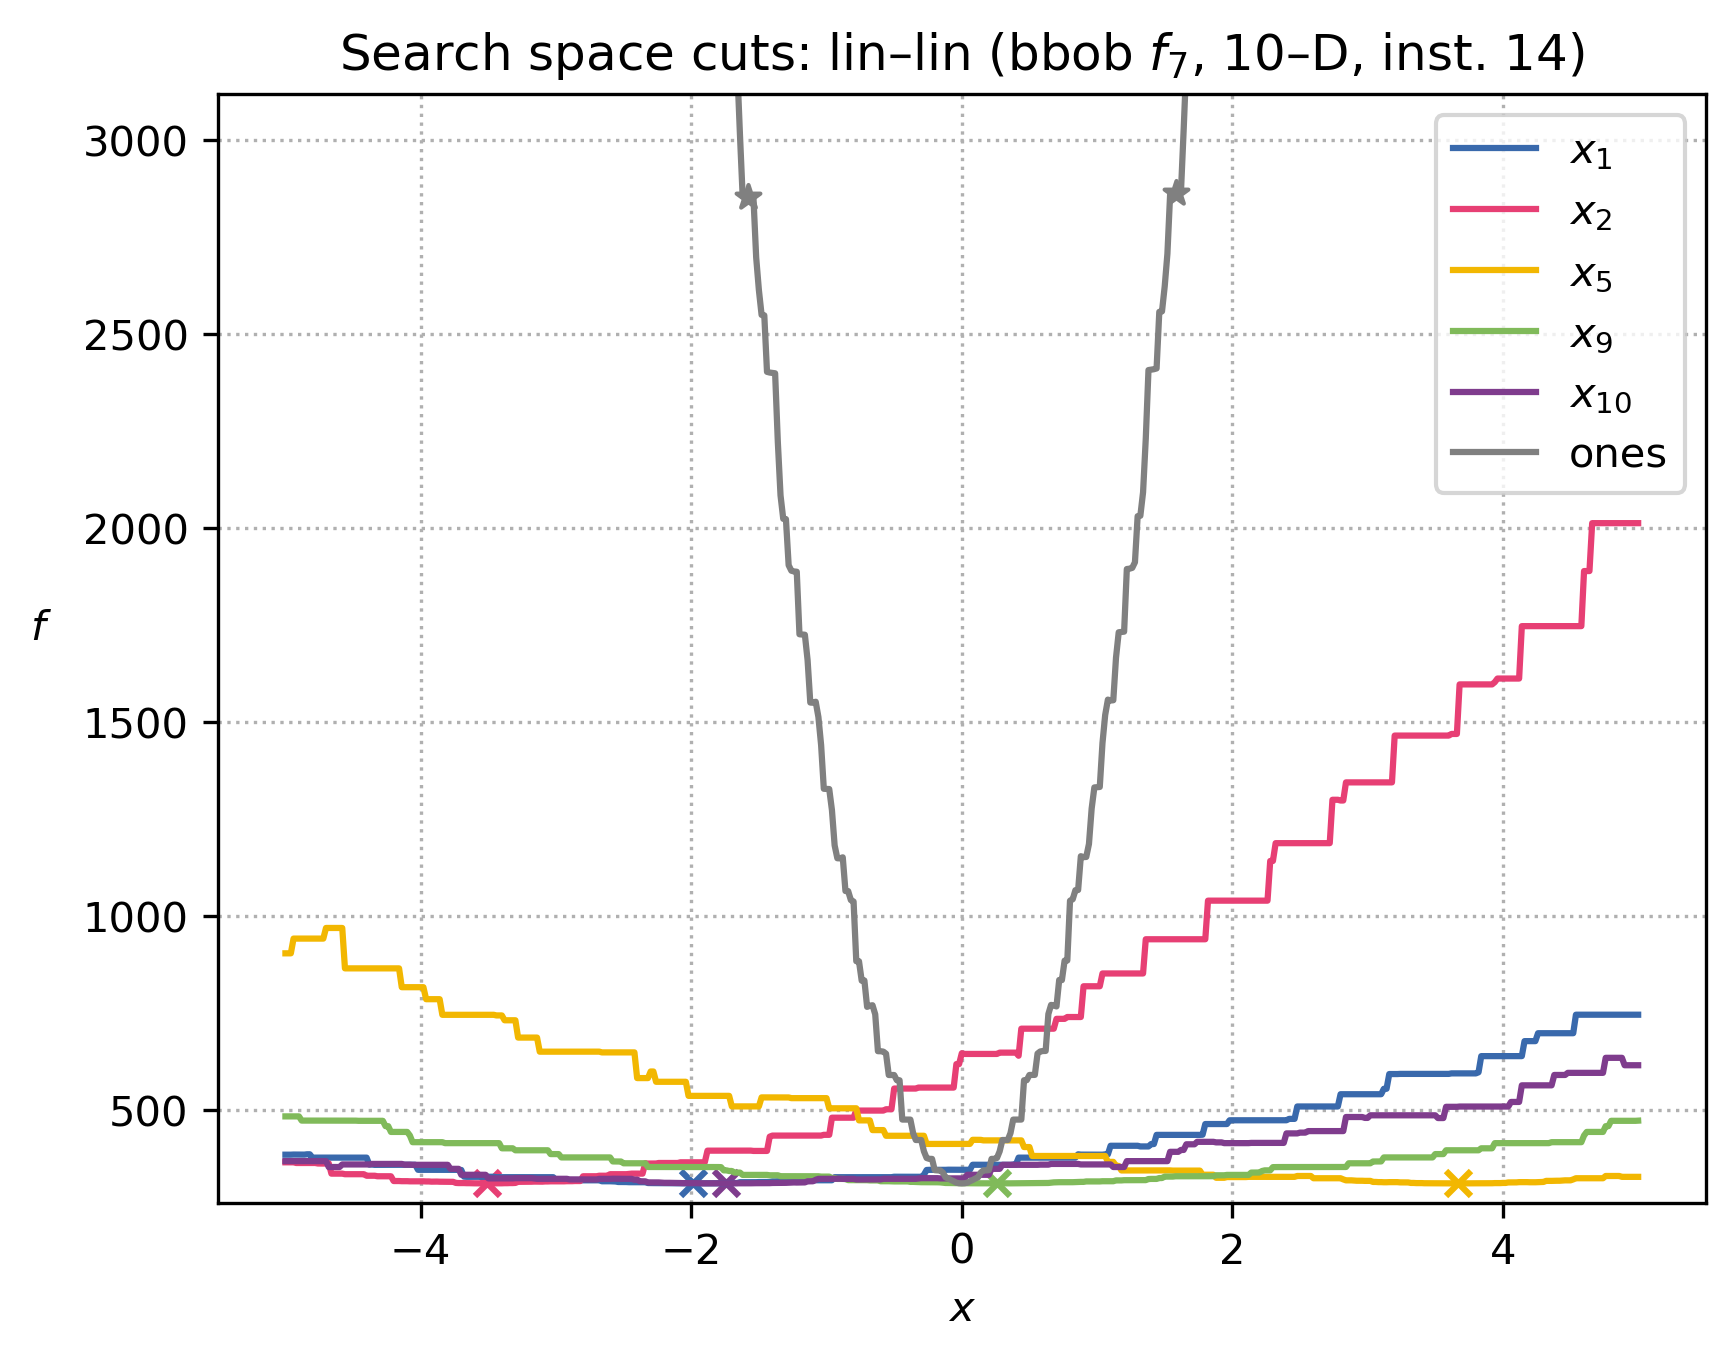 Search space cuts: lin–lin (bbob f₇, 10–D, inst. 14)
3000
2500
2000
1500
1000
500
f
−4
−2
0
2
4
x
x₁
x₂
x₅
x₉
x₁₀
ones